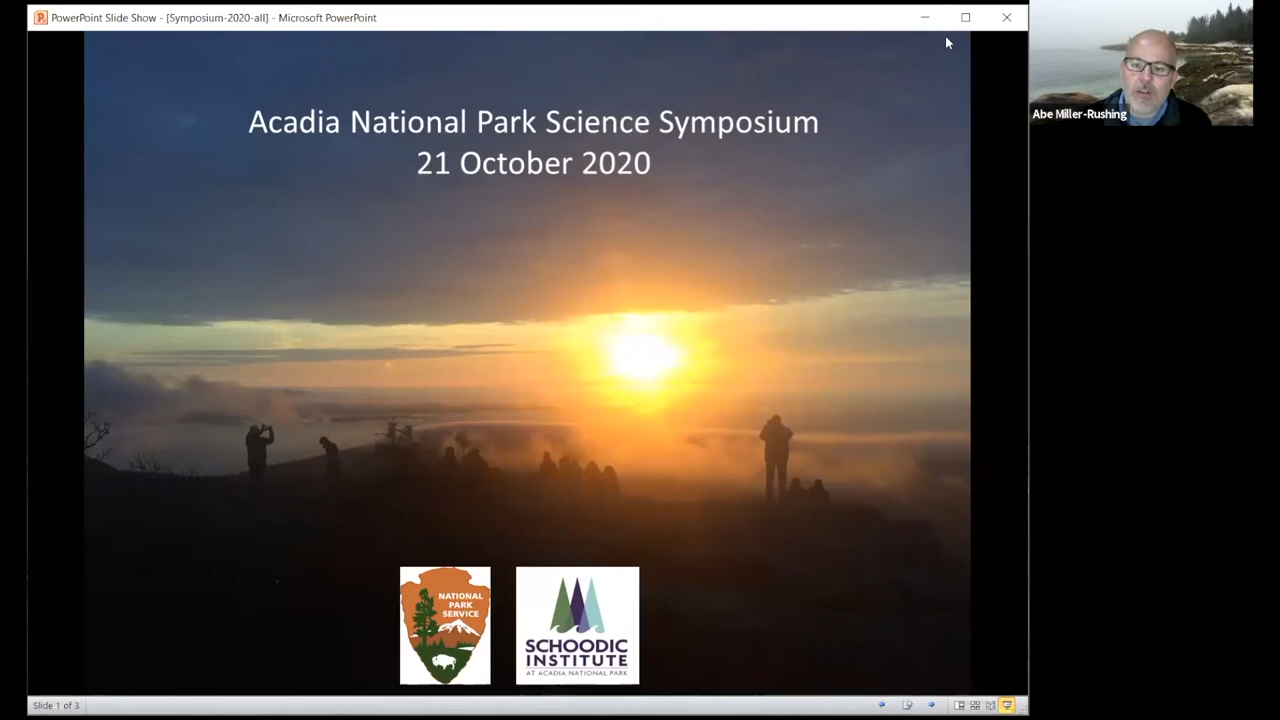 PowerPoint Slide Show - [Symposium-2020-all] - Microsoft PowerPoint
Acadia National Park Science Symposium
21 October 2020
Abe Miller-Rushing
NATIONAL
PARK
SERVICE
SCHOODIC
INSTITUTE
AT ACADIA NATIONAL PARK
Slide 1 of 3